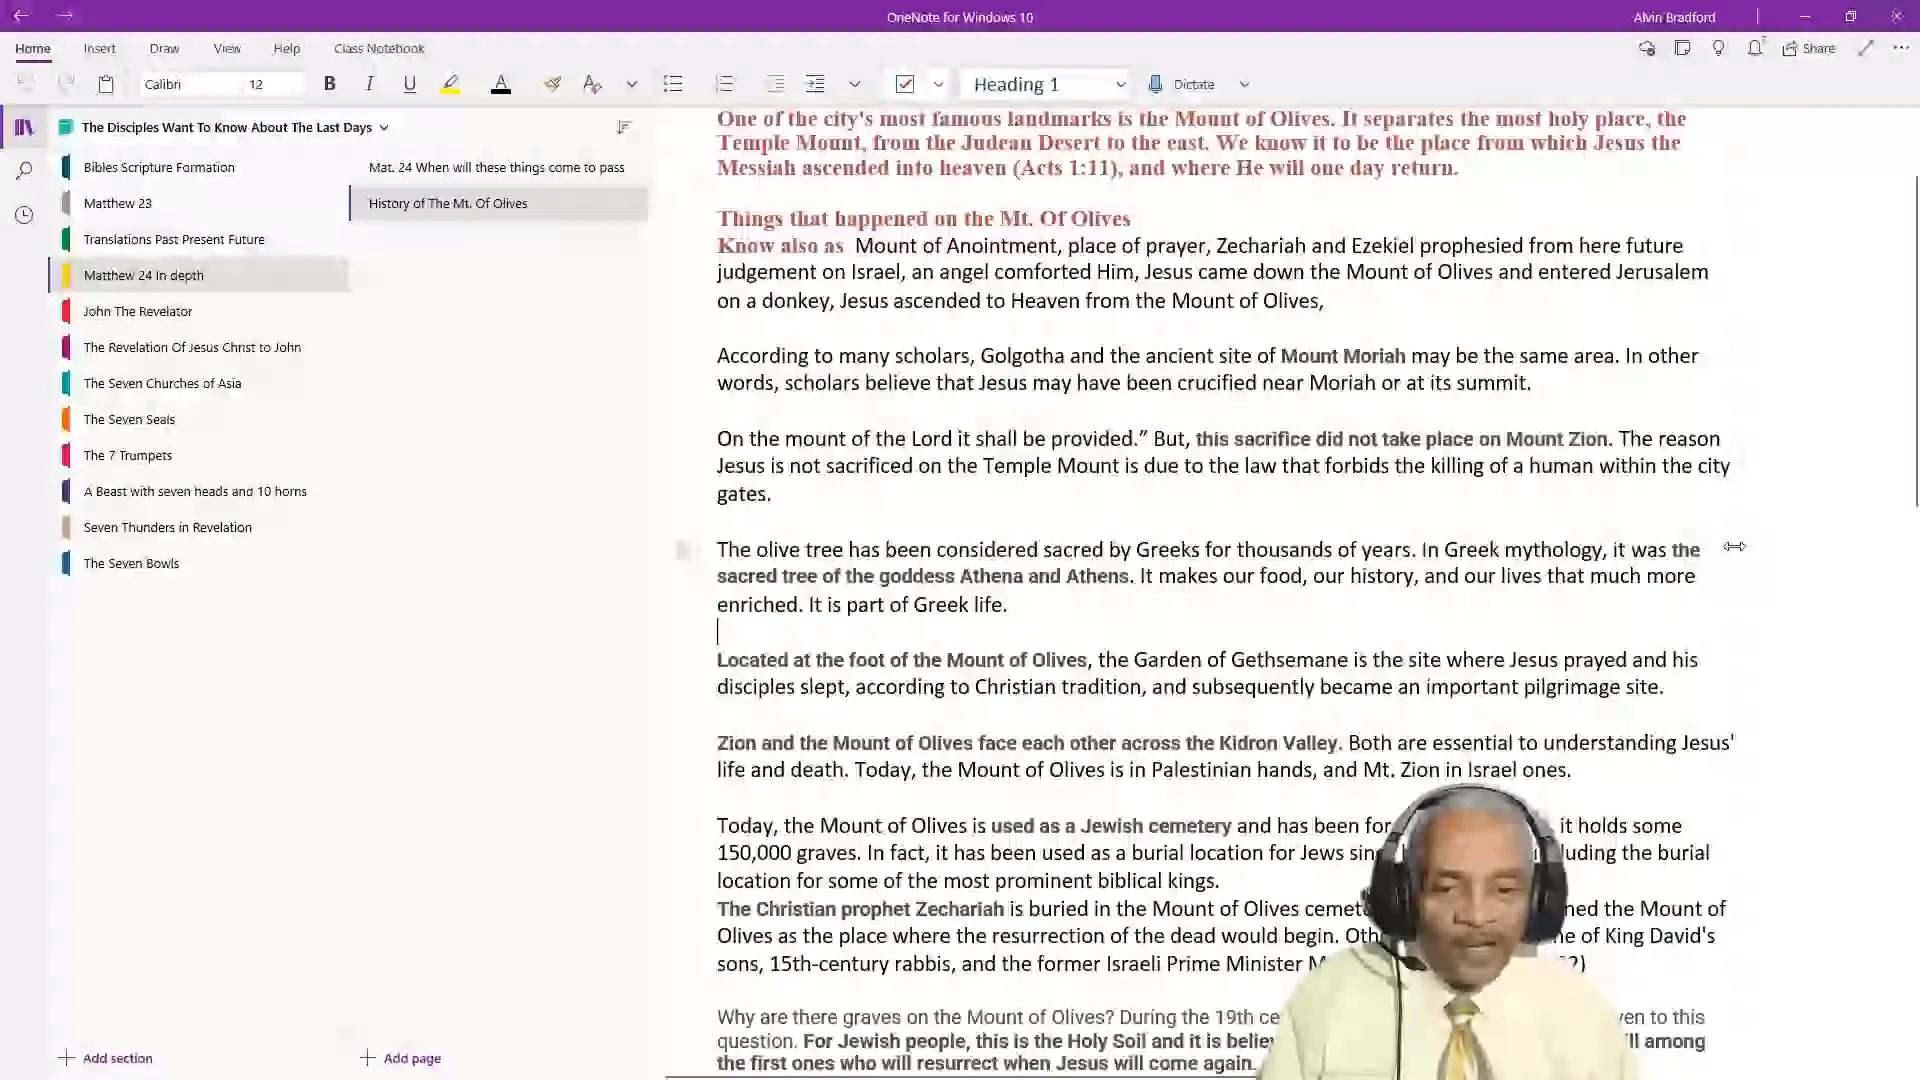 OneNote for Windows 10
Alvin Bradford
Home
Insert
Draw
View
Help
Class Notebook
Share
Calibri
12
B
I
U
A
Heading 1
Dictate
The Disciples Want To Know About The Last Days
Bibles Scripture Formation
Matthew 23
Translations Past Present Future
Matthew 24 In depth
John The Revelator
The Revelation Of Jesus Christ to John
The Seven Churches of Asia
The Seven Seals
The 7 Trumpets
A Beast with seven heads and 10 horns
Seven Thunders in Revelation
The Seven Bowls
Add section
Mat. 24 When will these things come to pass
History of The Mt. Of Olives
Add page
One of the city's most famous landmarks is the Mount of Olives. It separates the most holy place, the
Temple Mount, from the Judean Desert to the east. We know it to be the place from which Jesus the
Messiah ascended into heaven (Acts 1:11), and where He will one day return.
Things that happened on the Mt. Of Olives
Know also as Mount of Anointment, place of prayer, Zechariah and Ezekiel prophesied from here future
judgement on Israel, an angel comforted Him, Jesus came down the Mount of Olives and entered Jerusalem
on a donkey, Jesus ascended to Heaven from the Mount of Olives,
According to many scholars, Golgotha and the ancient site of Mount Moriah may be the same area. In other
words, scholars believe that Jesus may have been crucified near Moriah or at its summit.
On the mount of the Lord it shall be provided.” But, this sacrifice did not take place on Mount Zion. The reason
Jesus is not sacrificed on the Temple Mount is due to the law that forbids the killing of a human within the city
gates.
The olive tree has been considered sacred by Greeks for thousands of years. In Greek mythology, it was the
sacred tree of the goddess Athena and Athens. It makes our food, our history, and our lives that much more
enriched. It is part of Greek life.
Located at the foot of the Mount of Olives, the Garden of Gethsemane is the site where Jesus prayed and his
disciples slept, according to Christian tradition, and subsequently became an important pilgrimage site.
Zion and the Mount of Olives face each other across the Kidron Valley. Both are essential to understanding Jesus'
life and death. Today, the Mount of Olives is in Palestinian hands, and Mt. Zion in Israel ones.
Today, the Mount of Olives is used as a Jewish cemetery and has been for it holds some
150,000 graves. In fact, it has been used as a burial location for Jews the burial
location for some of the most prominent biblical kings.
The Christian prophet Zechariah is buried in the Mount of Olives the Mount of
Olives as the place where the resurrection of the dead would begin. of King David's
sons, 15th-century rabbis, and the former Israeli Prime Minister
Why are there graves on the Mount of Olives? During the 19th to this
question. For Jewish people, this is the Holy Soil and it is among
the first ones who will resurrect when Jesus will come again.